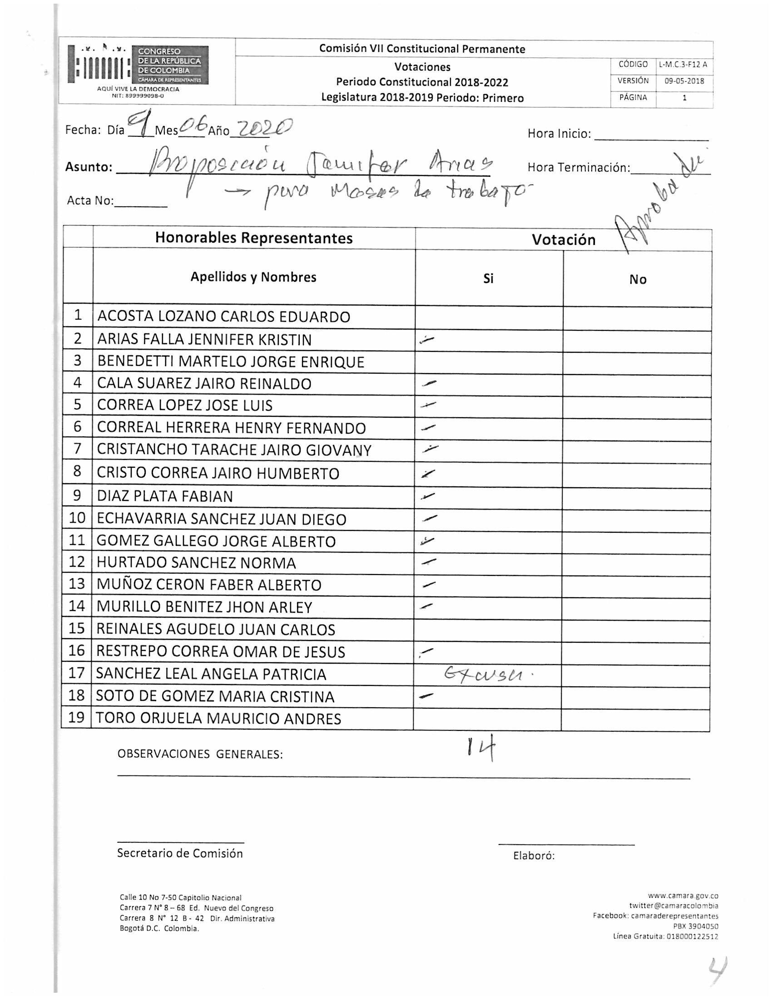 CONGRESO
DE LA REPÚBLICA
DE COLOMBIA
CÁMARA DE REPRESENTANTES
AQUÍ VIVE LA DEMOCRACIA
NIT: 899999098-0
Comisión VII Constitucional Permanente
Votaciones
Periodo Constitucional 2018-2022
Legislatura 2018-2019 Periodo: Primero
CÓDIGO L-M.C.3-F12 A
VERSIÓN 09-05-2018
PÁGINA 1
Fecha: Día 9 Mes 06 Año 2020
Hora Inicio:
Asunto: Proposición Jennifer Arias
Hora Terminación:
→ para Mesas de trabajo
Acta No:
Aprobada
Honorables Representantes Votación
Apellidos y Nombres Si No
1 ACOSTA LOZANO CARLOS EDUARDO
2 ARIAS FALLA JENNIFER KRISTIN
3 BENEDETTI MARTELO JORGE ENRIQUE
4 CALA SUAREZ JAIRO REINALDO
5 CORREA LOPEZ JOSE LUIS
6 CORREAL HERRERA HENRY FERNANDO
7 CRISTANCHO TARACHE JAIRO GIOVANY
8 CRISTO CORREA JAIRO HUMBERTO
9 DIAZ PLATA FABIAN
10 ECHAVARRIA SANCHEZ JUAN DIEGO
11 GOMEZ GALLEGO JORGE ALBERTO
12 HURTADO SANCHEZ NORMA
13 MUÑOZ CERON FABER ALBERTO
14 MURILLO BENITEZ JHON ARLEY
15 REINALES AGUDELO JUAN CARLOS
16 RESTREPO CORREA OMAR DE JESUS
17 SANCHEZ LEAL ANGELA PATRICIA Excusa.
18 SOTO DE GOMEZ MARIA CRISTINA
19 TORO ORJUELA MAURICIO ANDRES
14
OBSERVACIONES GENERALES:
Secretario de Comisión
Elaboró:
Calle 10 No 7-50 Capitolio Nacional
Carrera 7 N° 8 – 68 Ed. Nuevo del Congreso
Carrera 8 N° 12 B - 42 Dir. Administrativa
Bogotá D.C. Colombia.
www.camara.gov.co
twitter@camaracolombia
Facebook: camaraderepresentantes
PBX 3904050
Línea Gratuita: 018000122512
4